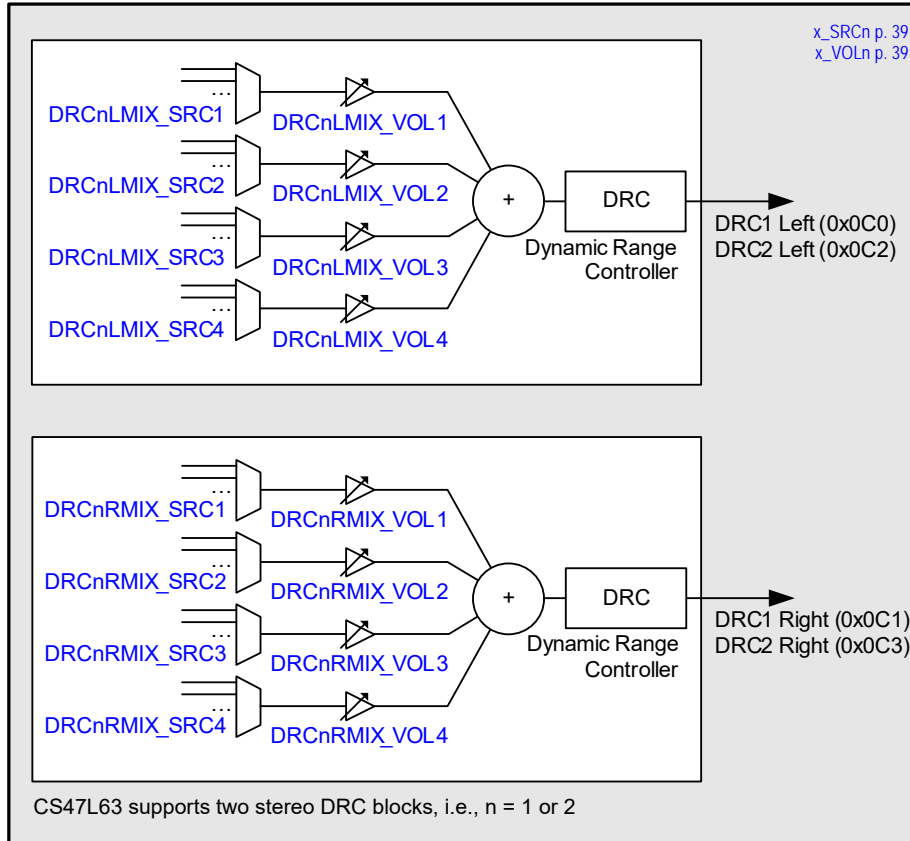 x_SRCn p. 39
x_VOLn p. 39
...
DRCnLMIX_SRC1
DRCnLMIX_VOL1
...
DRCnLMIX_SRC2
DRCnLMIX_VOL2
...
DRCnLMIX_SRC3
DRCnLMIX_VOL3
...
DRCnLMIX_SRC4
DRCnLMIX_VOL4
+
DRC
Dynamic Range
Controller
DRC1 Left (0x0C0)
DRC2 Left (0x0C2)
...
DRCnRMIX_SRC1
DRCnRMIX_VOL1
...
DRCnRMIX_SRC2
DRCnRMIX_VOL2
...
DRCnRMIX_SRC3
DRCnRMIX_VOL3
...
DRCnRMIX_SRC4
DRCnRMIX_VOL4
+
DRC
Dynamic Range
Controller
DRC1 Right (0x0C1)
DRC2 Right (0x0C3)
CS47L63 supports two stereo DRC blocks, i.e., n = 1 or 2